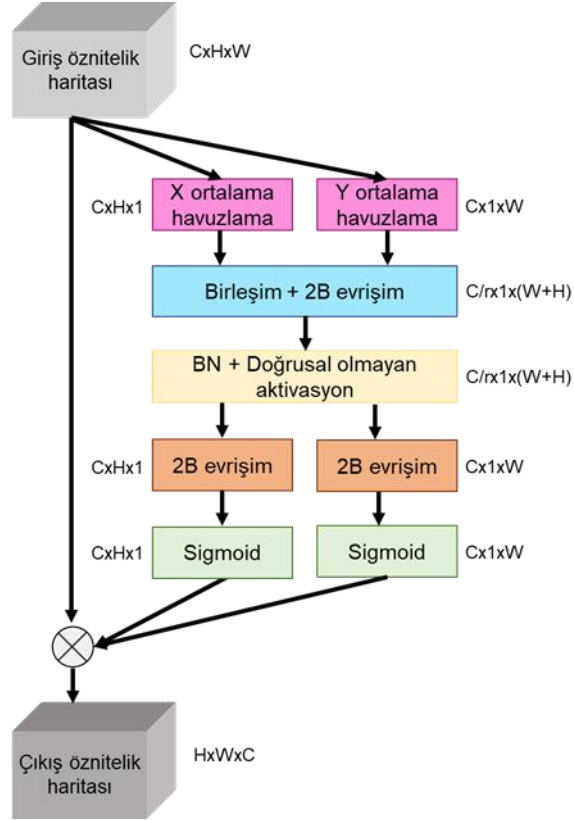 Giriş öznitelik
haritası
CxHxW
CxHx1
X ortalama
havuzlama
Y ortalama
havuzlama
Cx1xW
Birleşim + 2B evrişim
C/rx1x(W+H)
BN + Doğrusal olmayan
aktivasyon
C/rx1x(W+H)
CxHx1
2B evrişim
2B evrişim
Cx1xW
CxHx1
Sigmoid
Sigmoid
Cx1xW
Çıkış öznitelik
haritası
HxWxC